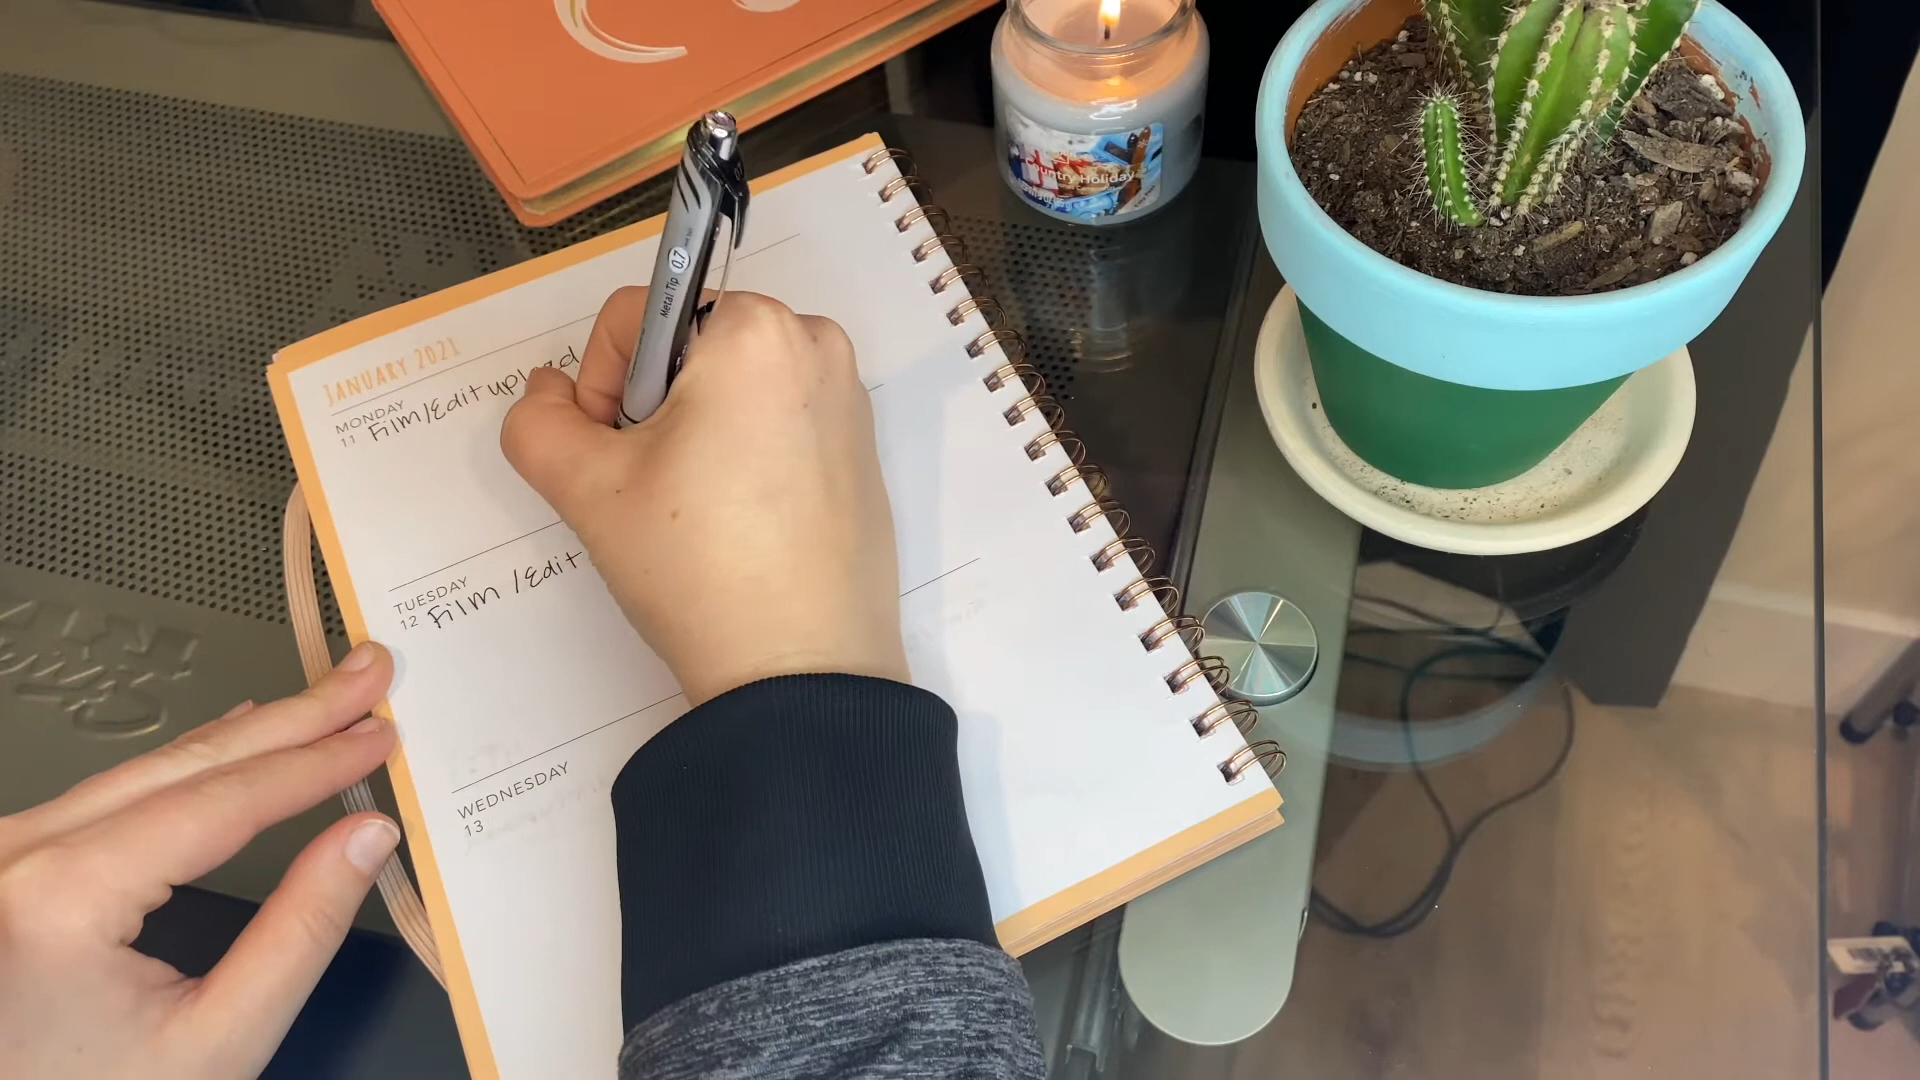 JANUARY 2021
MONDAY
11 Film/Edit upload
TUESDAY
12 Film/Edit
WEDNESDAY
13
Metal Tip 0.7
Country Holiday